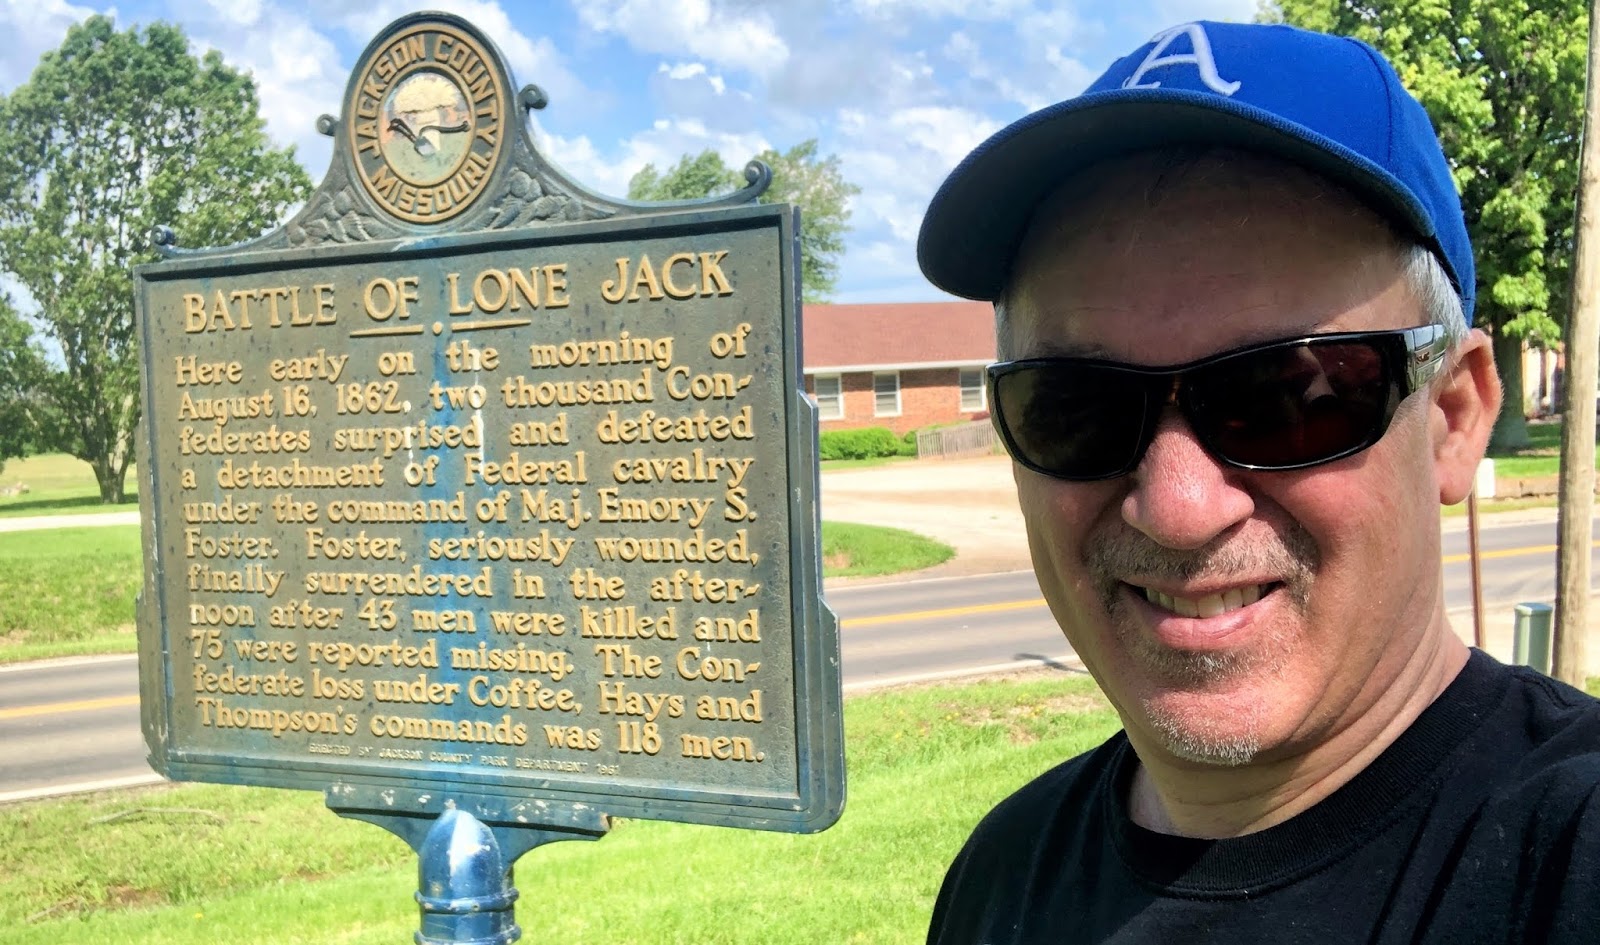 JACKSON COUNTY
MISSOURI
BATTLE OF LONE JACK
Here early on the morning of
August 16, 1862, two thousand Con-
federates surprised and defeated
a detachment of Federal cavalry
under the command of Maj. Emory S.
Foster. Foster, seriously wounded,
finally surrendered in the after-
noon after 43 men were killed and
75 were reported missing. The Con-
federate loss under Coffee, Hays and
Thompson's commands was 118 men.
ERECTED BY JACKSON COUNTY PARK DEPARTMENT 1961
A